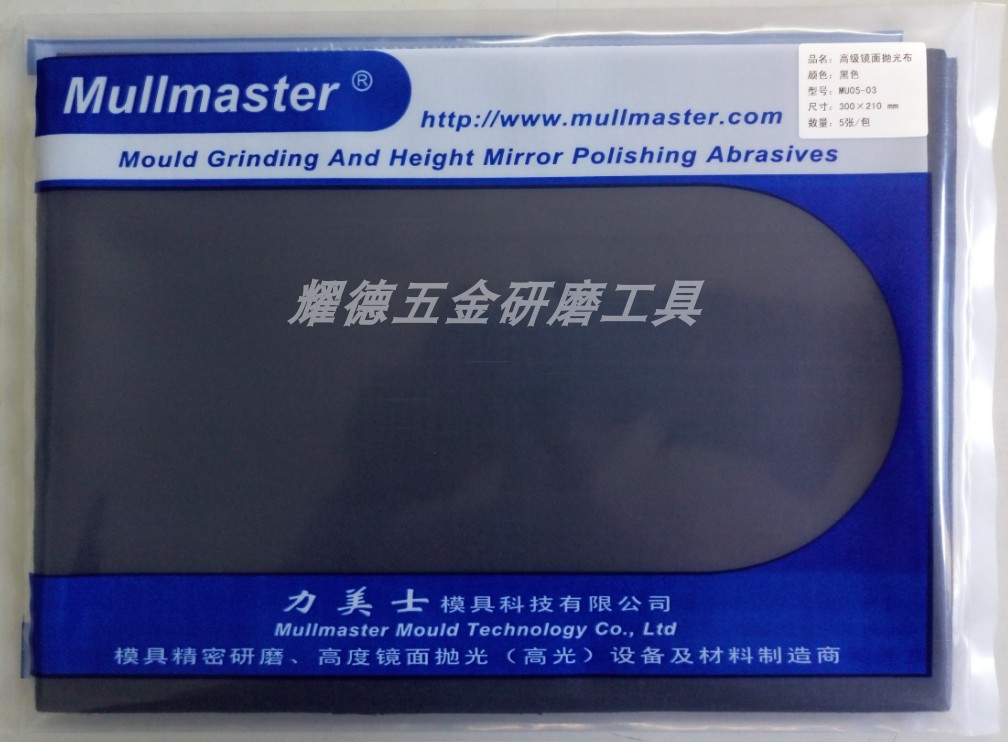 Mullmaster ®
http://www.mullmaster.com
Mould Grinding And Height Mirror Polishing Abrasives
品名: 高级镜面抛光布
颜色: 黑色
型号: MU05-03
尺寸: 300×210 mm
数量: 5张/包
耀德五金研磨工具
力美士模具科技有限公司
Mullmaster Mould Technology Co., Ltd
模具精密研磨、高度镜面抛光（高光）设备及材料制造商